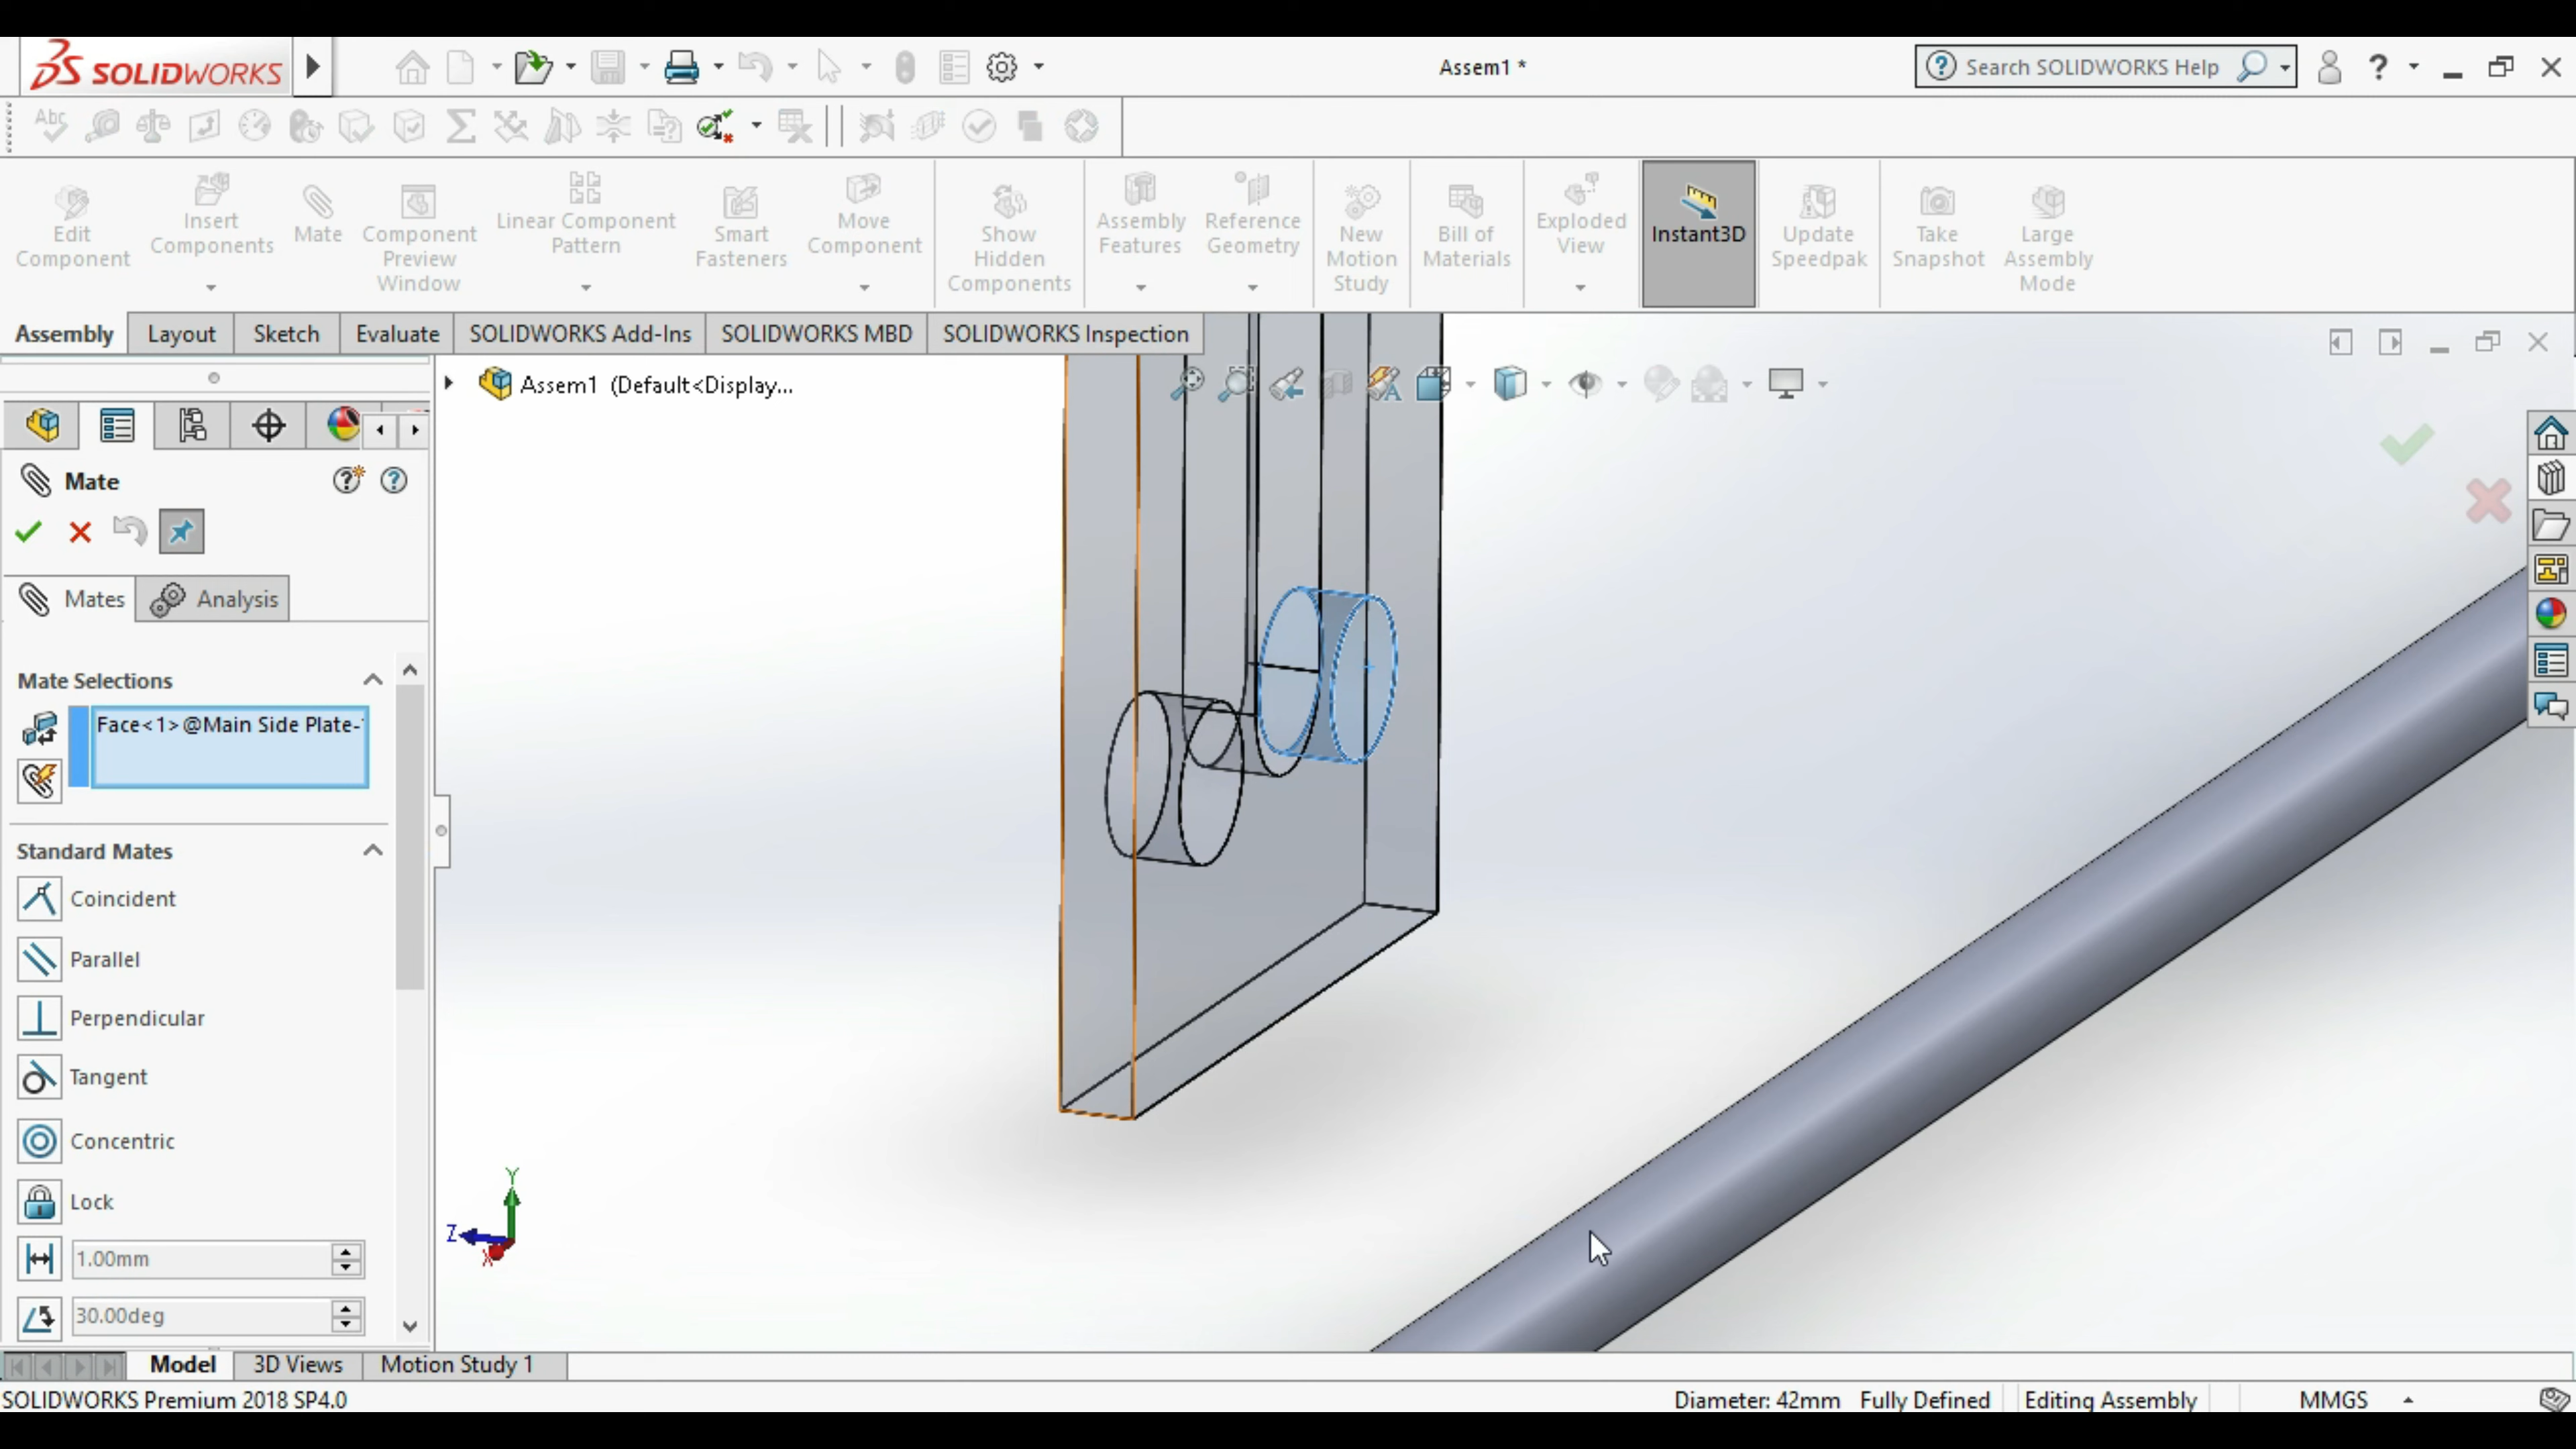 SOLIDWORKS
Assem1 *
Search SOLIDWORKS Help
Abc
Edit Component
Insert Components
Mate
Component Preview Window
Linear Component Pattern
Smart Fasteners
Move Component
Show Hidden Components
Assembly Features
Reference Geometry
New Motion Study
Bill of Materials
Exploded View
Instant3D
Update Speedpak
Take Snapshot
Large Assembly Mode
Assembly
Layout
Sketch
Evaluate
SOLIDWORKS Add-Ins
SOLIDWORKS MBD
SOLIDWORKS Inspection
Assem1 (Default<Display...
Mate
Mates
Analysis
Mate Selections
Face<1>@Main Side Plate-
Standard Mates
Coincident
Parallel
Perpendicular
Tangent
Concentric
Lock
1.00mm
30.00deg
Y
Z
X
Model
3D Views
Motion Study 1
SOLIDWORKS Premium 2018 SP4.0
Diameter: 42mm
Fully Defined
Editing Assembly
MMGS